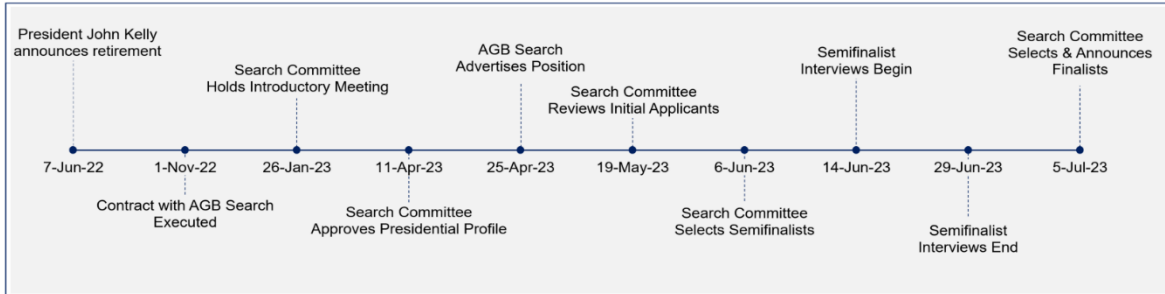 President John Kelly
announces retirement
7-Jun-22
1-Nov-22
Contract with AGB Search
Executed
Search Committee
Holds Introductory Meeting
26-Jan-23
11-Apr-23
Search Committee
Approves Presidential Profile
AGB Search
Advertises Position
25-Apr-23
Search Committee
Reviews Initial Applicants
19-May-23
6-Jun-23
Search Committee
Selects Semifinalists
Semifinalist
Interviews Begin
14-Jun-23
29-Jun-23
Semifinalist
Interviews End
Search Committee
Selects & Announces
Finalists
5-Jul-23